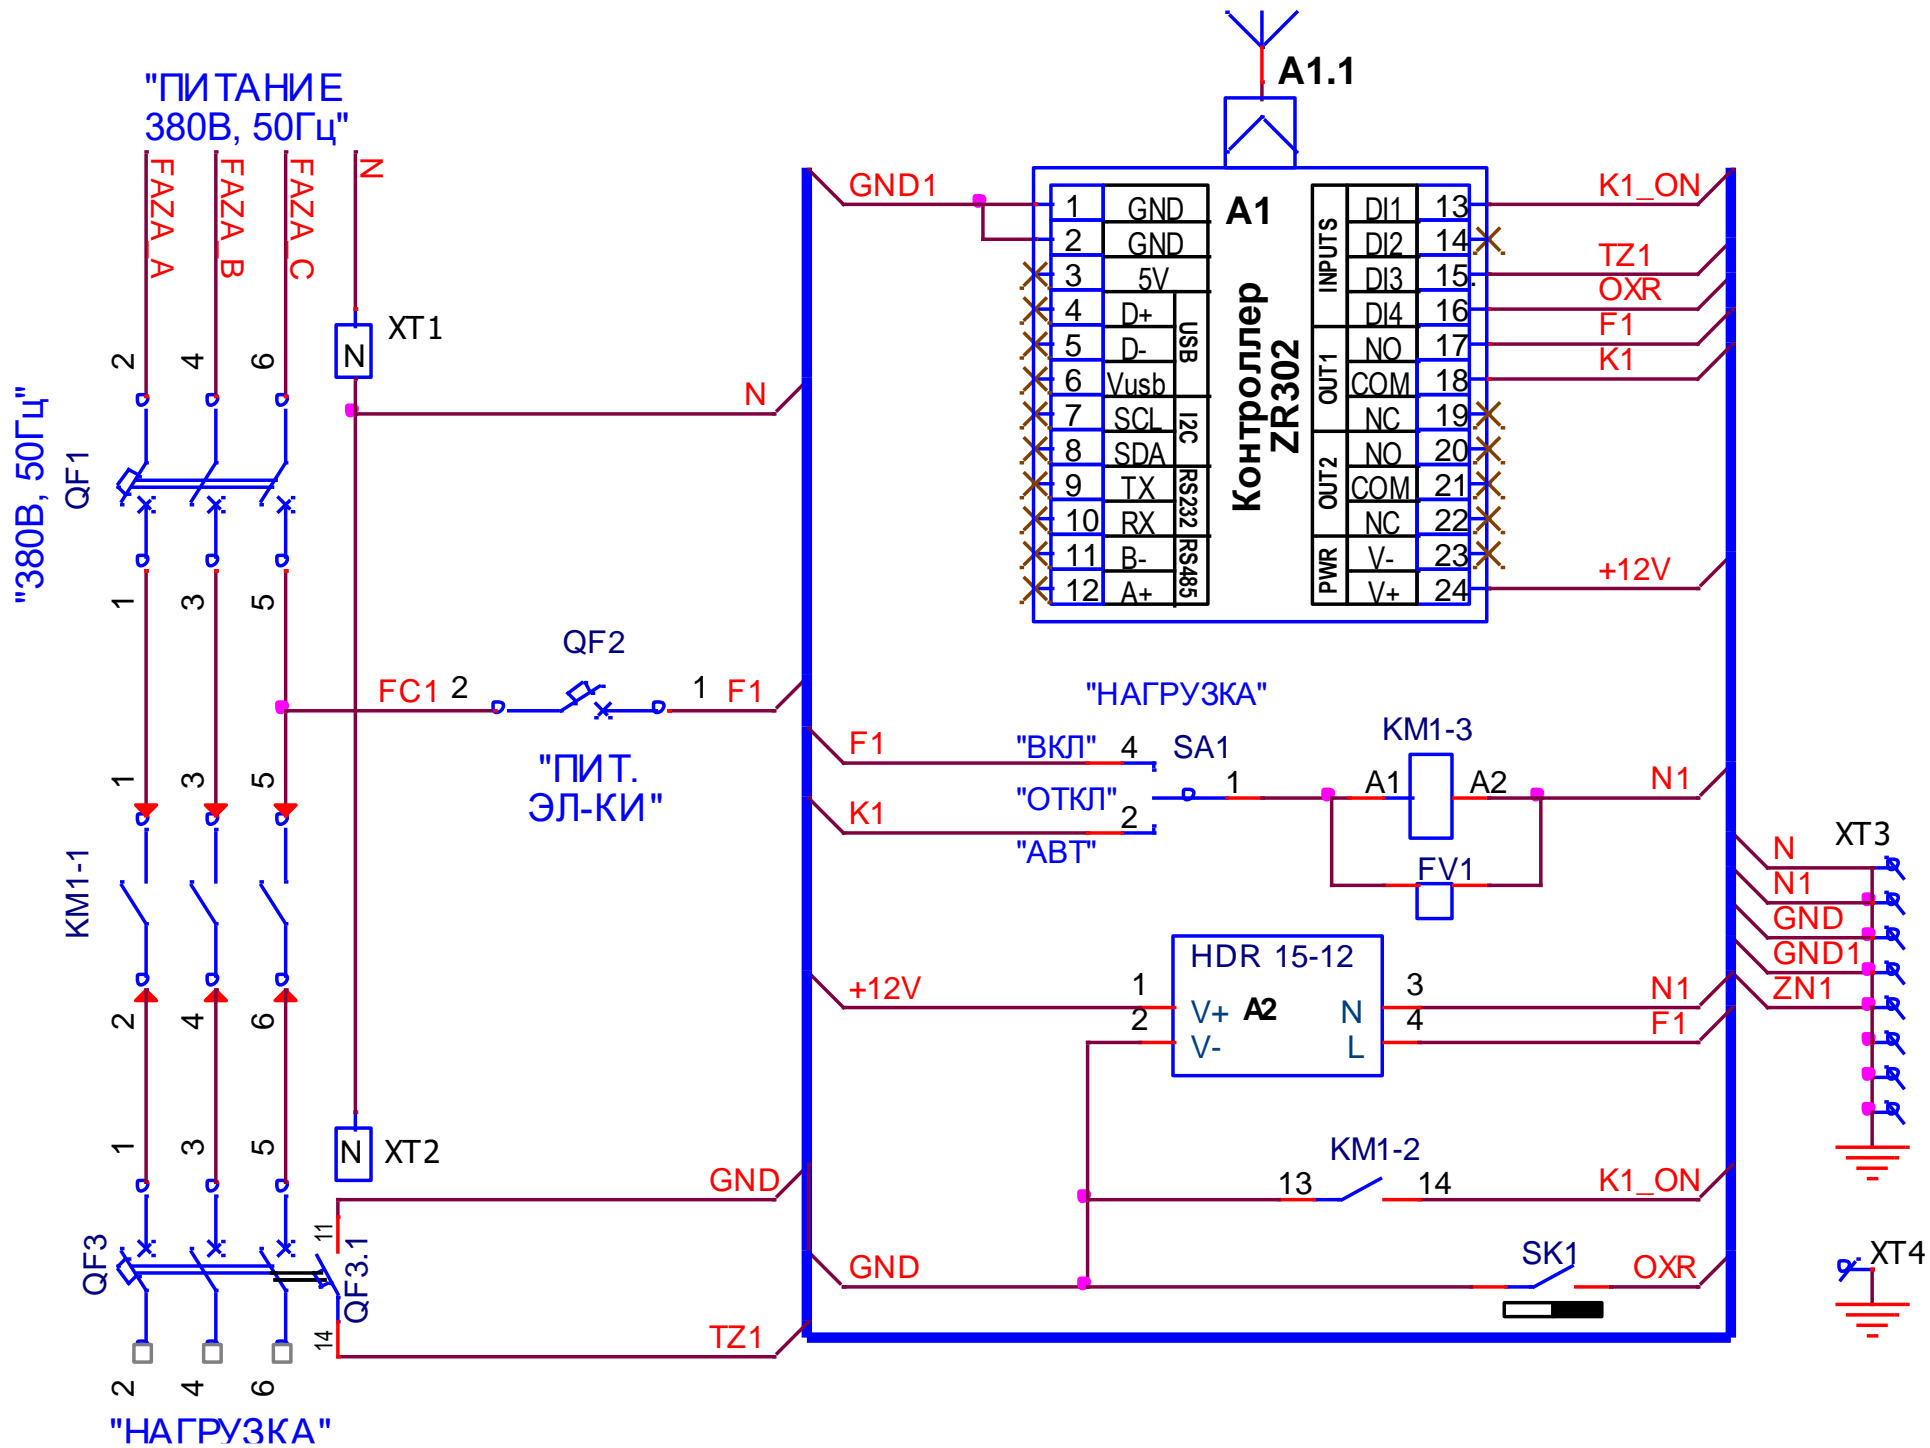 "ПИТАНИЕ
380В, 50Гц"
FAZA_A
FAZA_B
FAZA_C
N
2
4
6
"380В, 50Гц"
QF1
1
3
5
XT1
N
N
QF2
FC1
2
1
F1
"ПИТ.
ЭЛ-КИ"
1
3
5
KM1-1
2
4
6
1
3
5
N
XT2
QF3
11
QF3.1
14
2
4
6
"НАГРУЗКА"
GND
TZ1
A1.1
GND1
A1
Контроллер
ZR302
1 GND
2 GND
3 5V
4 D+
5 D-
6 Vusb
USB
7 SCL
8 SDA
I2C
9 TX
10 RX
RS232
11 B-
12 A+
RS485
INPUTS
DI1 13
DI2 14
DI3 15.
DI4 16
OUT1
NO 17
COM 18
NC 19
OUT2
NO 20
COM 21
NC 22
PWR
V- 23
V+ 24
K1_ON
TZ1
OXR
F1
K1
+12V
"НАГРУЗКА"
F1
"ВКЛ"
4
SA1
"ОТКЛ"
1
K1
2
"АВТ"
KM1-3
A1
A2
N1
FV1
HDR 15-12
+12V
1
V+
A2
N
3
N1
2
V-
L
4
F1
KM1-2
13
14
K1_ON
GND
SK1
OXR
XT3
N
N1
GND
GND1
ZN1
XT4